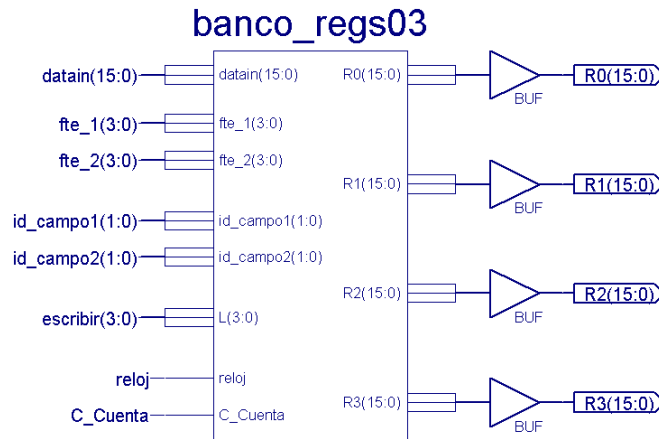 banco_regs03
datain(15:0) datain(15:0) R0(15:0) R0(15:0)
BUF
fte_1(3:0) fte_1(3:0)
fte_2(3:0) fte_2(3:0)
R1(15:0) R1(15:0)
BUF
id_campo1(1:0) id_campo1(1:0)
id_campo2(1:0) id_campo2(1:0)
R2(15:0) R2(15:0)
escribir(3:0) L(3:0)
BUF
reloj reloj
R3(15:0) R3(15:0)
C_Cuenta C_Cuenta
BUF